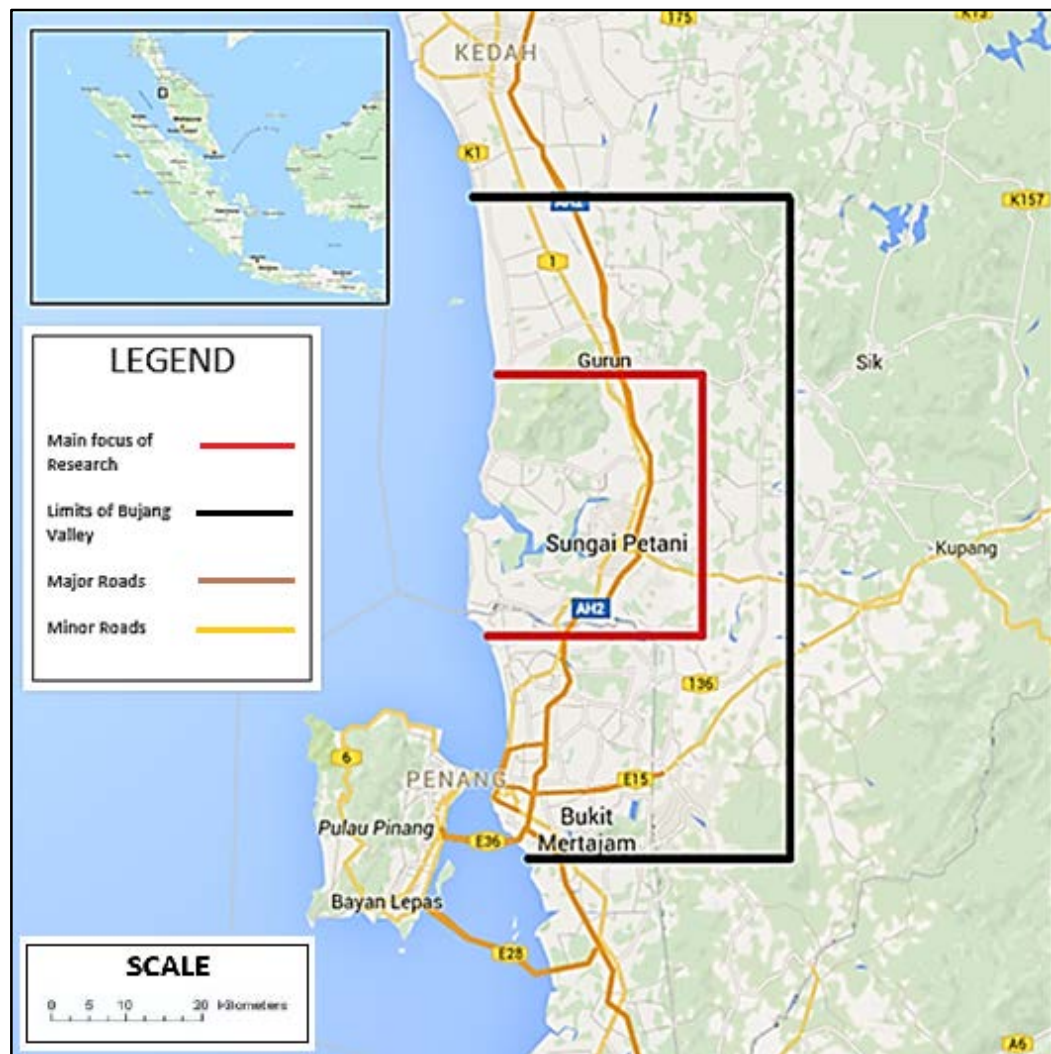 175
K13
KEDAH
K1
K157
AH2
1
Gurun
Sik
LEGEND
Main focus of
Research
Limits of Bujang
Valley
Major Roads
Minor Roads
Sungai Petani
Kupang
AH2
136
6
PENANG
E15
Pulau Pinang
E36
Bukit
Mertajam
Bayan Lepas
E28
SCALE
0 5 10 20 Kilometers
A6